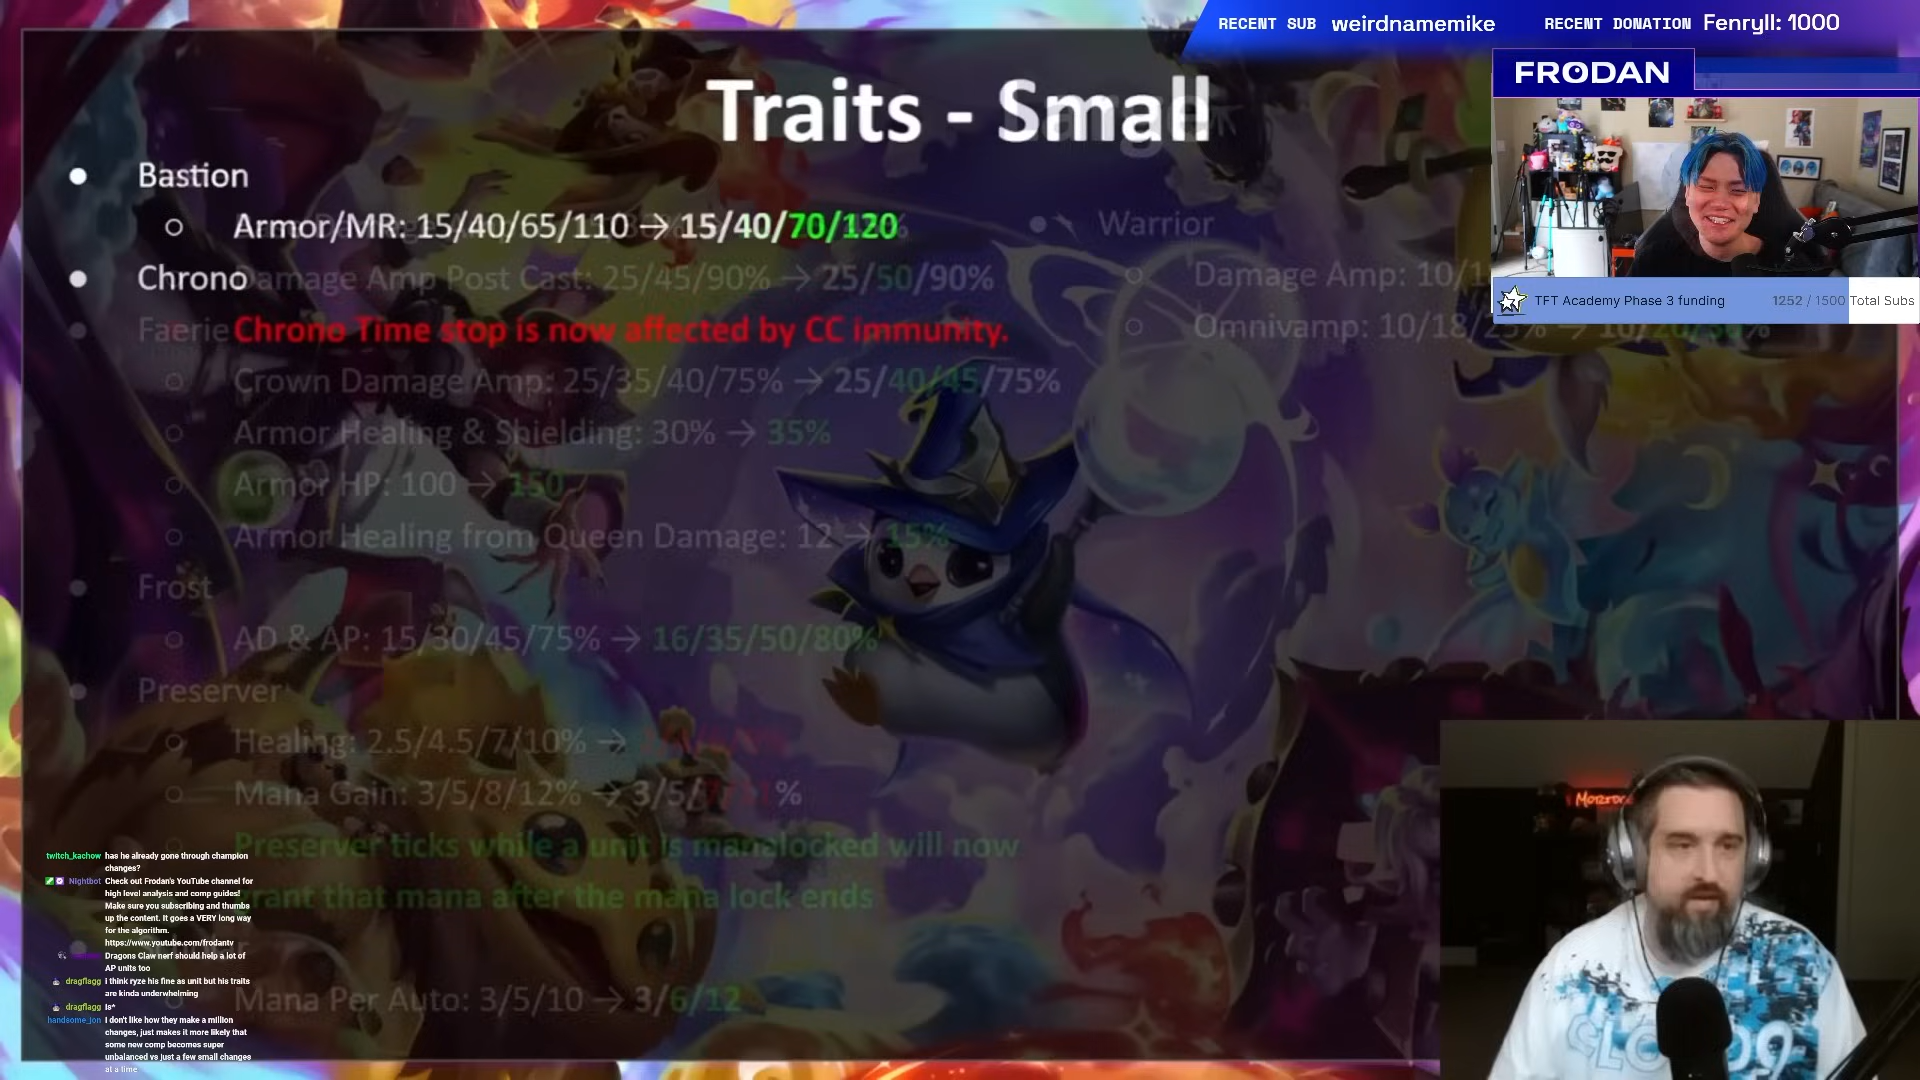 RECENT SUB weirdnamemike RECENT DONATION Fenryll: 1000
FRODAN
Traits - Small
Bastion
Armor/MR: 15/40/65/110 → 15/40/70/120
Warrior
Chrono
Damage Amp Post Cast: 25/45/90% → 25/50/90%
Damage Amp: 10/1
TFT Academy Phase 3 funding 1252 / 1500 Total Subs
Faerie
Chrono Time stop is now affected by CC immunity.
Omnivamp: 10/18/25% →
Crown Damage Amp: 25/35/40/75% → 25/40/45/75%
Armor Healing & Shielding: 30% → 35%
Armor HP: 100 → 150
Armor Healing from Queen Damage: 12 → 15%
Frost
AD & AP: 15/30/45/75% → 16/35/50/80%
Preserver
Healing: 2.5/4.5/7/10% →
Mana Gain: 3/5/8/12% → 3/5/ %
Preserver ticks while a unit is manalocked will now
grant that mana after the mana lock ends
Mana Per Auto: 3/5/10 → 3/6/12
twitch_kachow has he already gone through champion
changes?
Nightbot Check out Frodan's YouTube channel for
high level analysis and comp guides!
Make sure you subscribing and thumbs
up the content. It goes a VERY long way
for the algorithm.
https://www.youtube.com/frodantv
Dragons Claw nerf should help a lot of
AP units too
dragflagg i think ryze his fine as unit but his traits
are kinda underwhelming
dragflagg is*
handsome_jon I don't like how they make a million
changes, just makes it more likely that
some new comp becomes super
unbalanced vs just a few small changes
at a time